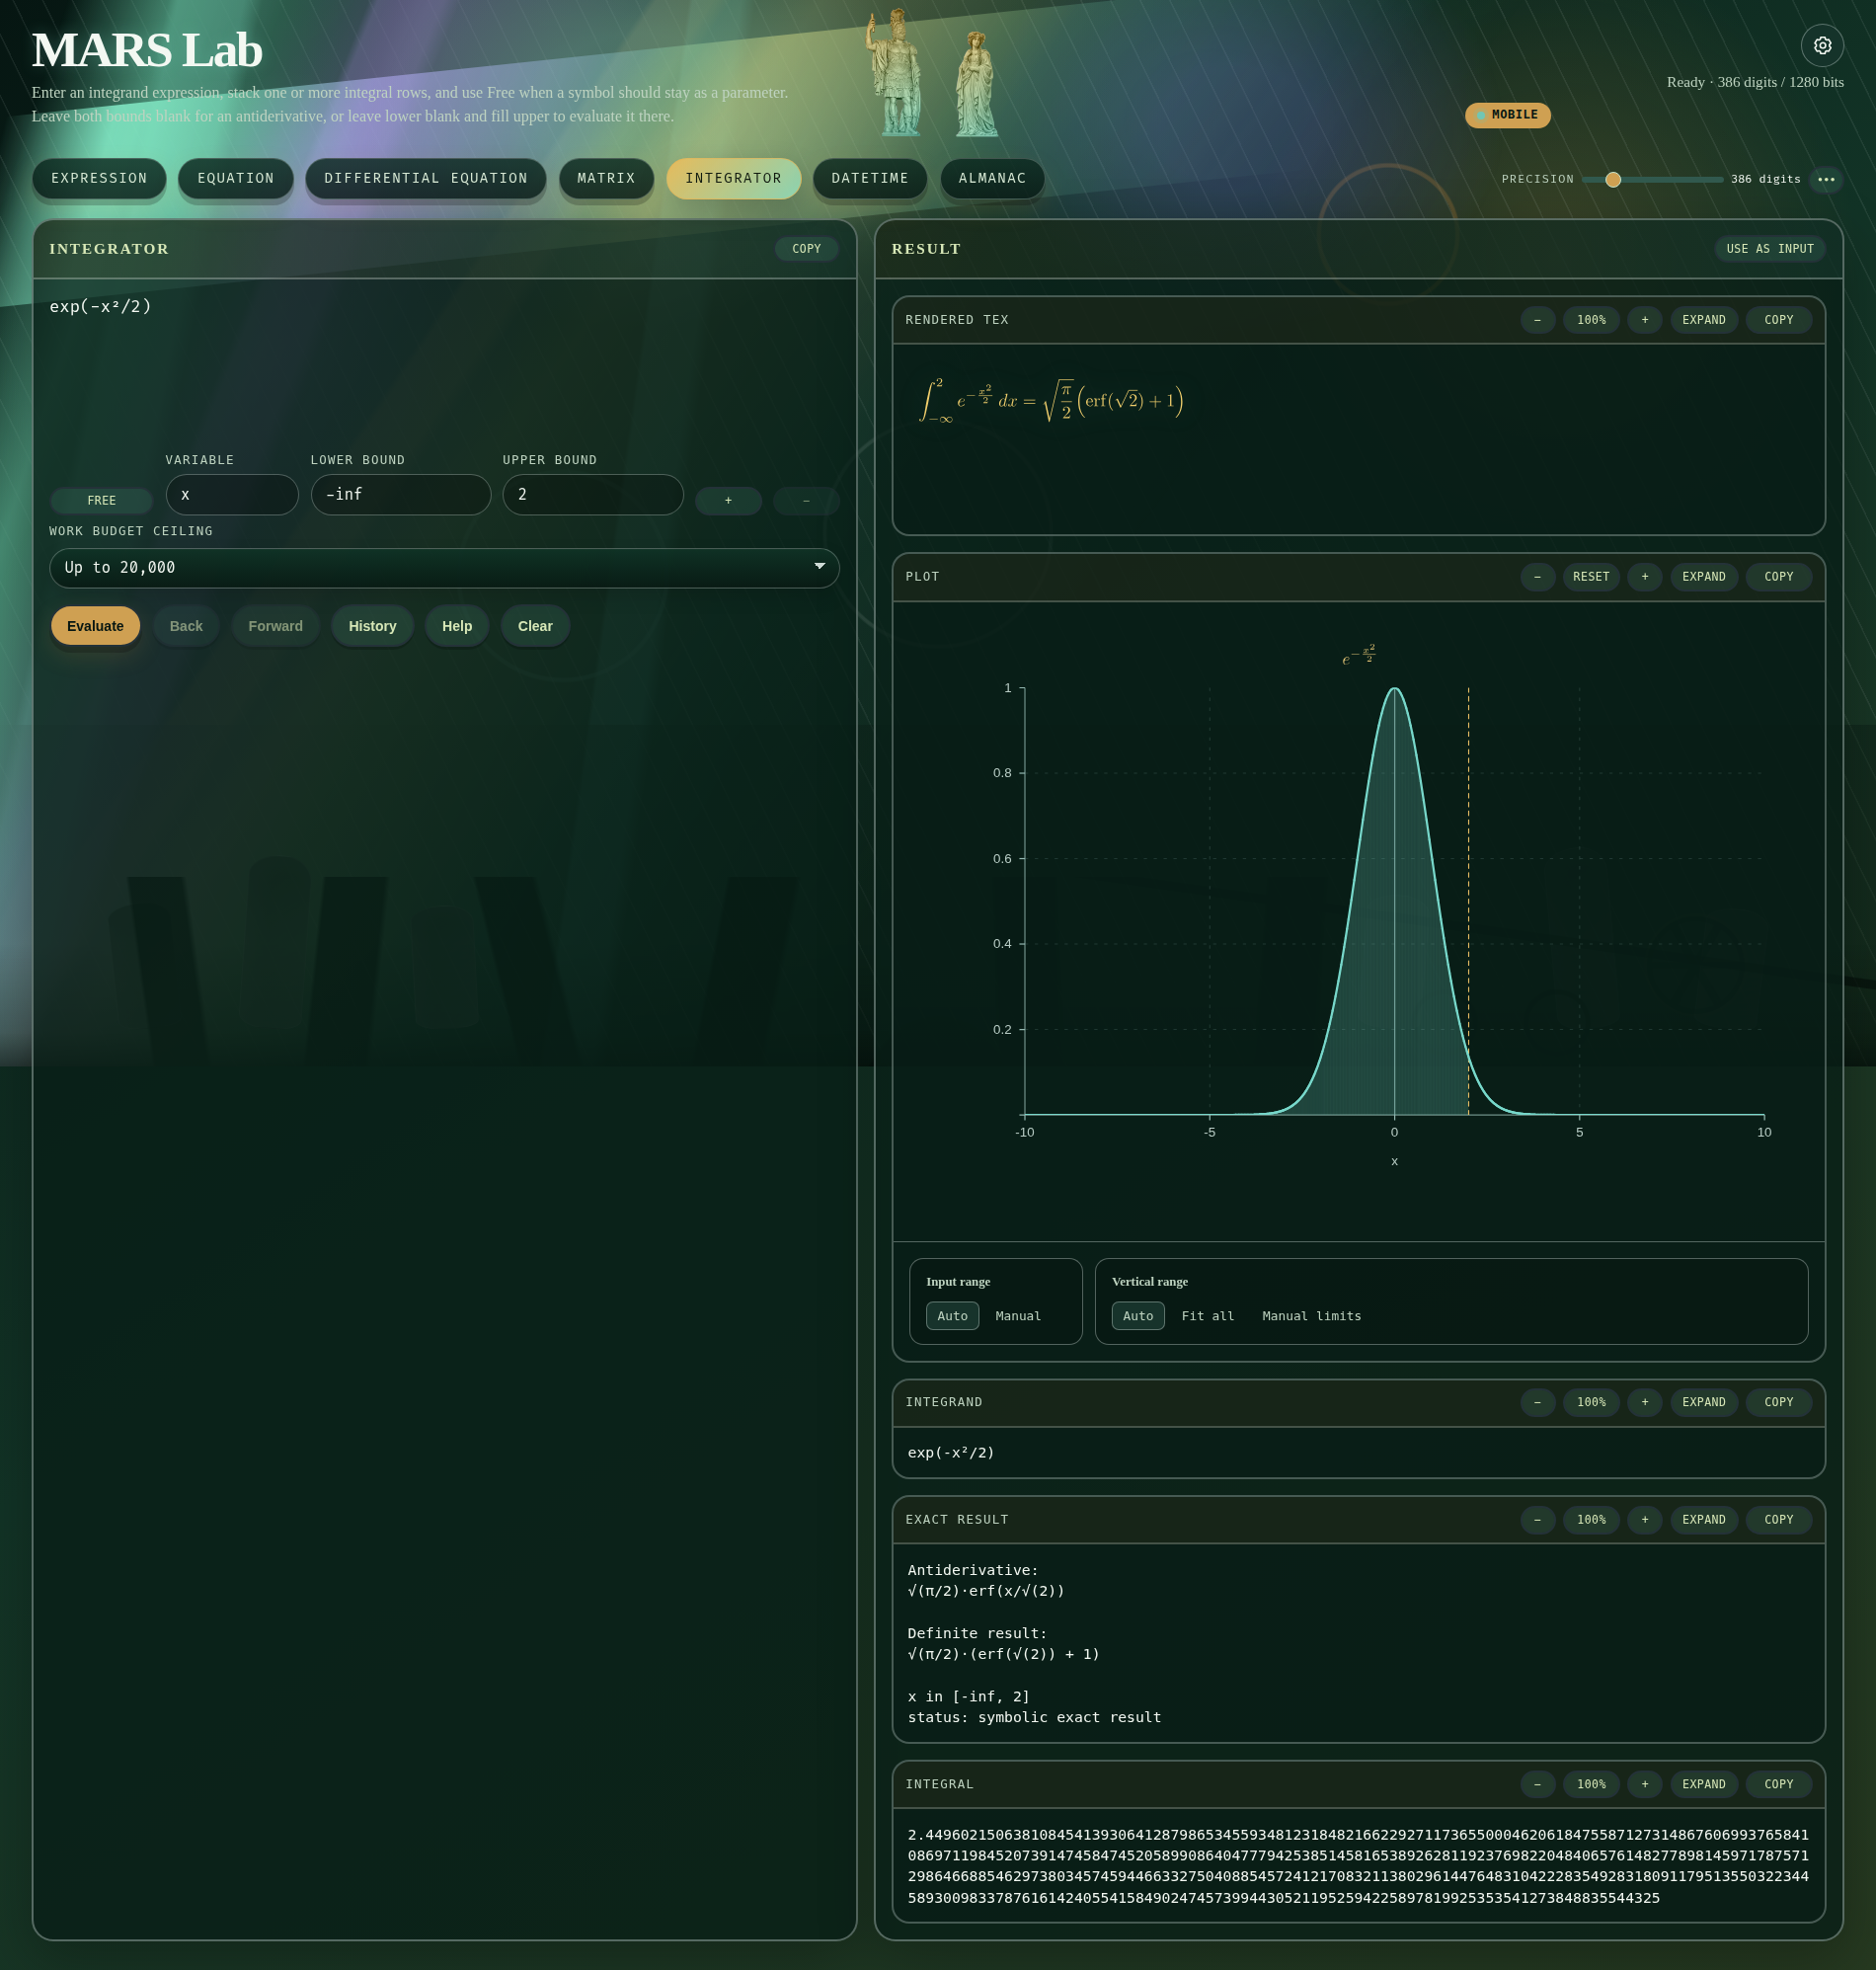 MARS Lab
Enter an integrand expression, stack one or more integral rows, and use Free when a symbol should stay as a parameter.
Leave both bounds blank for an antiderivative, or leave lower blank and fill upper to evaluate it there.
Ready · 386 digits / 1280 bits
MOBILE
EXPRESSION EQUATION DIFFERENTIAL EQUATION MATRIX INTEGRATOR DATETIME ALMANAC
PRECISION 386 digits •••
INTEGRATOR COPY
exp(−x²/2)
VARIABLE LOWER BOUND UPPER BOUND
FREE x −inf 2 + −
WORK BUDGET CEILING
Up to 20,000
Evaluate Back Forward History Help Clear
RESULT USE AS INPUT
RENDERED TEX − 100% + EXPAND COPY
∫_{−∞}^{2} e^{−x²/2} dx = √(π/2) (erf(√2) + 1)
PLOT − RESET + EXPAND COPY
e^{−x²/2}
1
0.8
0.6
0.4
0.2
-10 -5 0 5 10
x
Input range
Auto Manual
Vertical range
Auto Fit all Manual limits
INTEGRAND − 100% + EXPAND COPY
exp(-x²/2)
EXACT RESULT − 100% + EXPAND COPY
Antiderivative:
√(π/2)·erf(x/√(2))
Definite result:
√(π/2)·(erf(√(2)) + 1)
x in [-inf, 2]
status: symbolic exact result
INTEGRAL − 100% + EXPAND COPY
2.4496021506381084541393064128798653455934812318482166229271173655000462061847558712731486760699376584​1
08697119845207391474584745205899086404777942538514581653892628119237698220484065761482778981459717875​71
29864668854629738034574594466332750408854572412170832113802961447648310422283549283180911795135503223​44
589300983378761614240554158490247457399443052119525942258978199253535412738488355443​25